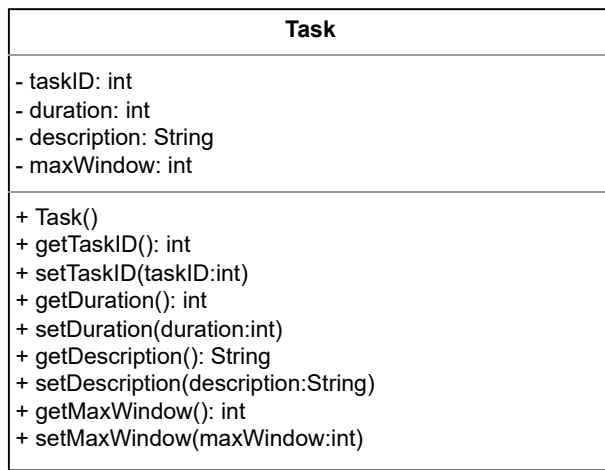 Task
- taskID: int
- duration: int
- description: String
- maxWindow: int
+ Task()
+ getTaskID(): int
+ setTaskID(taskID:int)
+ getDuration(): int
+ setDuration(duration:int)
+ getDescription(): String
+ setDescription(description:String)
+ getMaxWindow(): int
+ setMaxWindow(maxWindow:int)